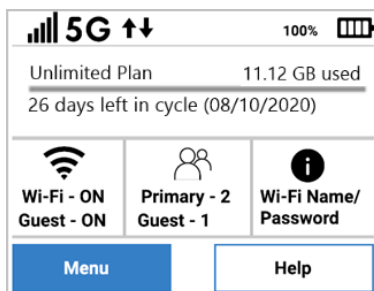 5G 100%
Unlimited Plan 11.12 GB used
26 days left in cycle (08/10/2020)
Wi-Fi - ON
Guest - ON
Primary - 2
Guest - 1
Wi-Fi Name/
Password
Menu Help